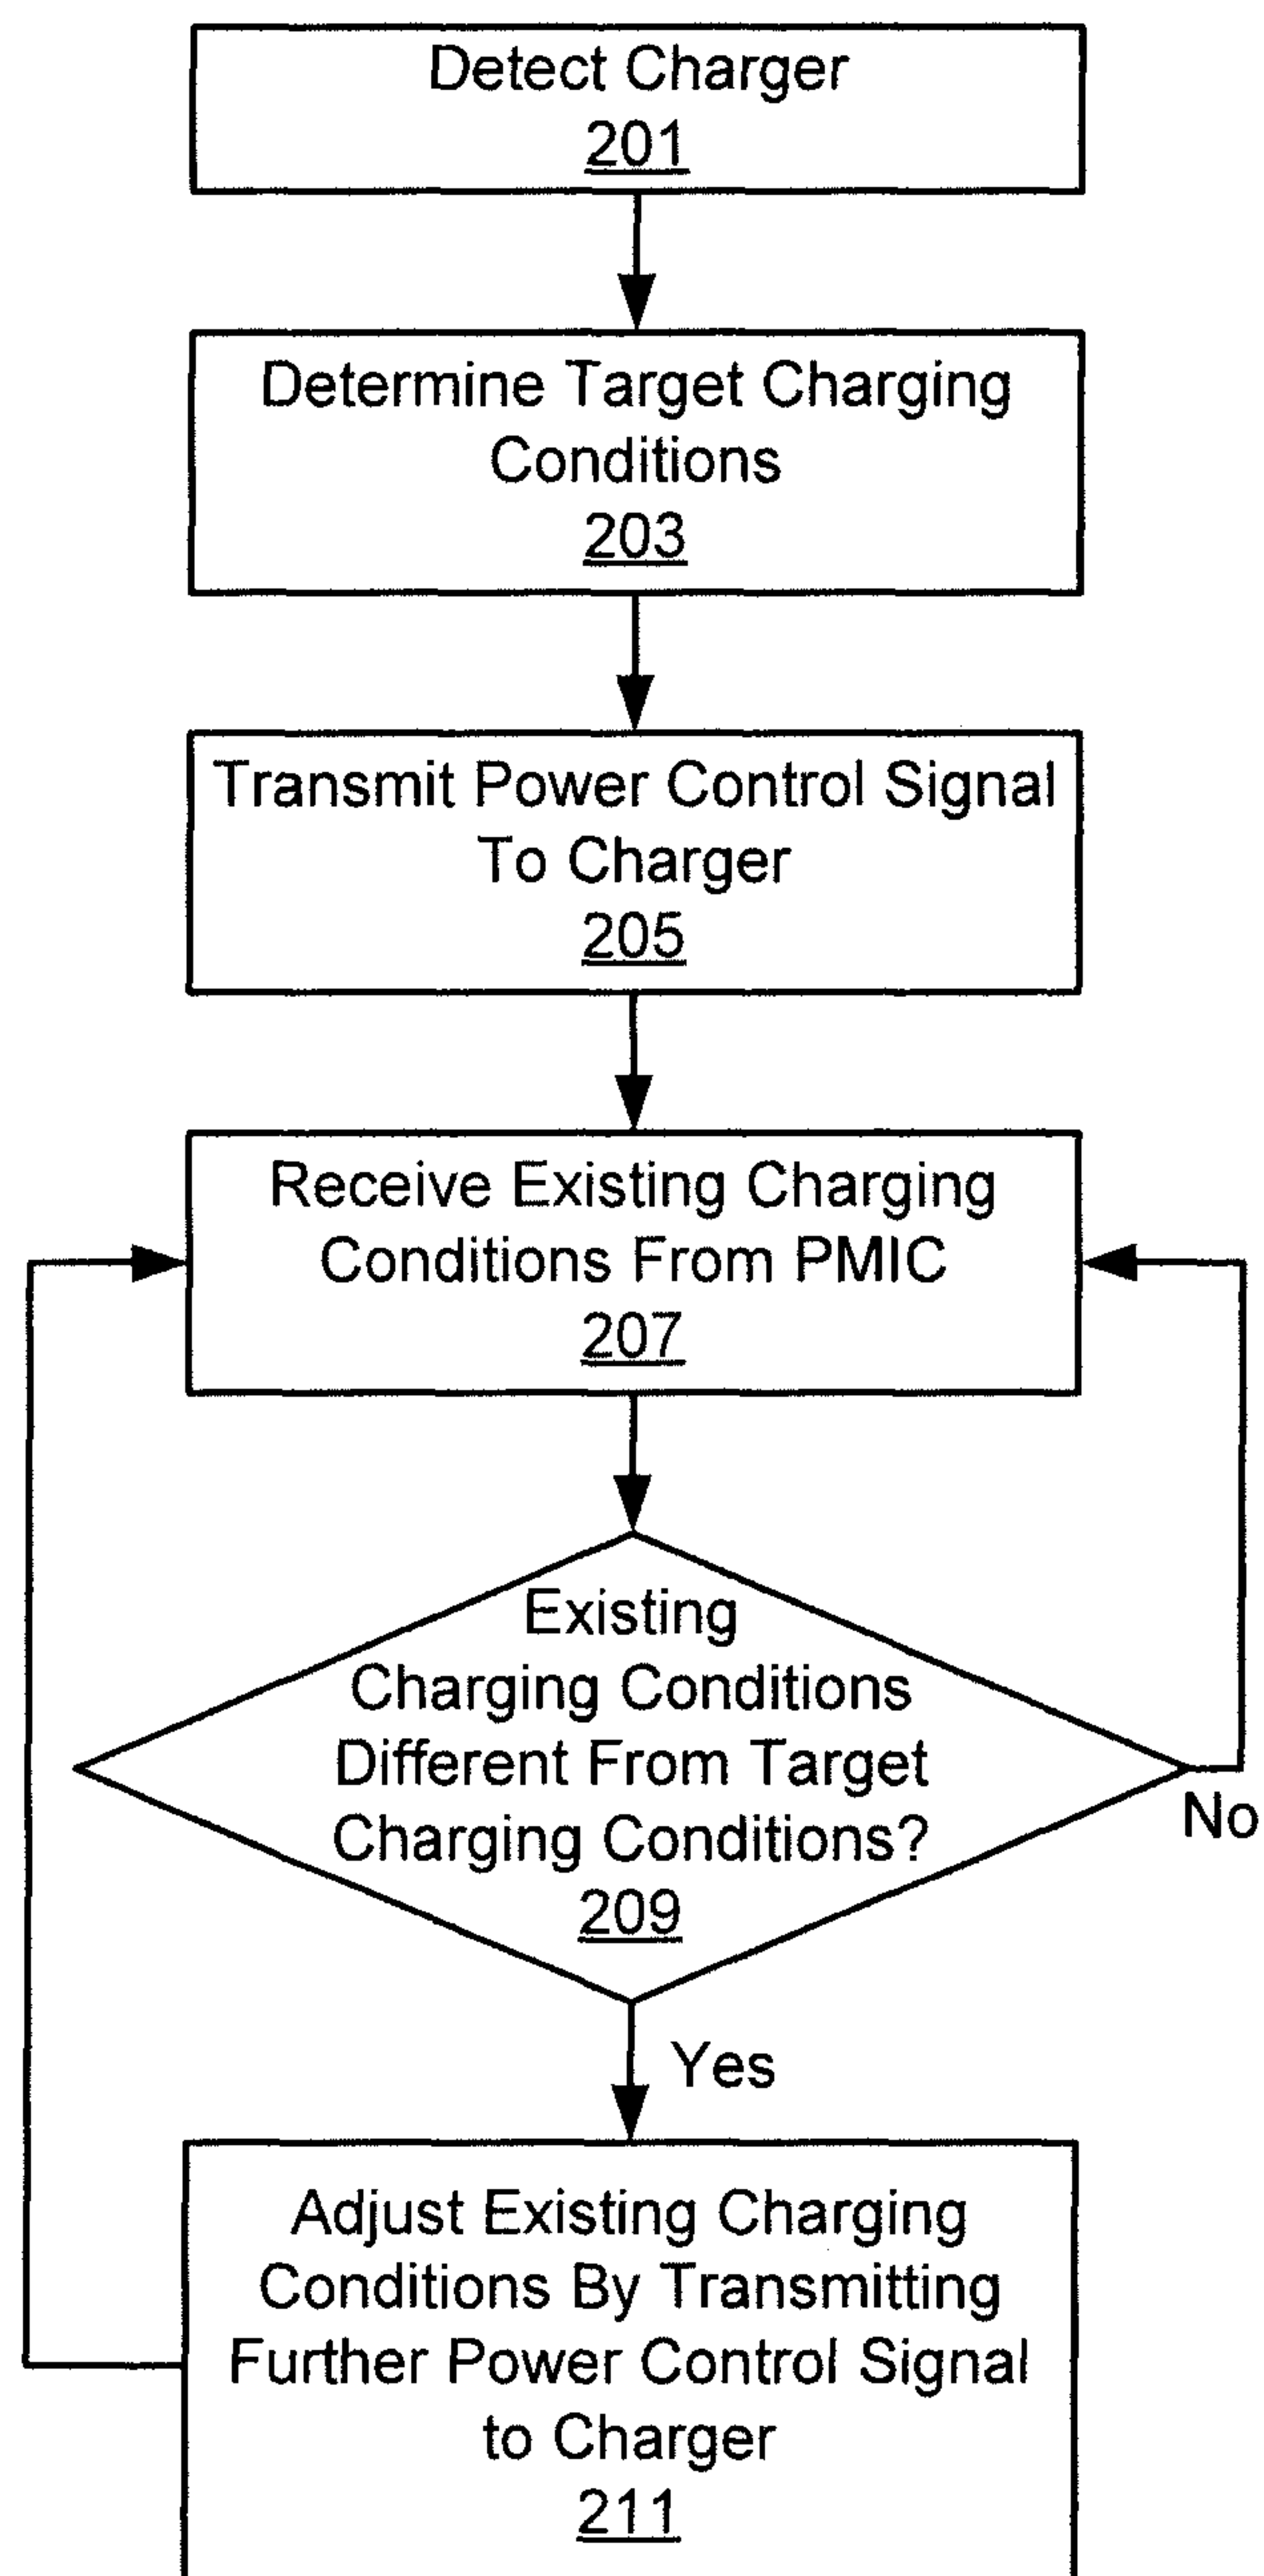 Detect Charger
201
Determine Target Charging
Conditions
203
Transmit Power Control Signal
To Charger
205
Receive Existing Charging
Conditions From PMIC
207
Existing
Charging Conditions
Different From Target
Charging Conditions?
209
No
Yes
Adjust Existing Charging
Conditions By Transmitting
Further Power Control Signal
to Charger
211